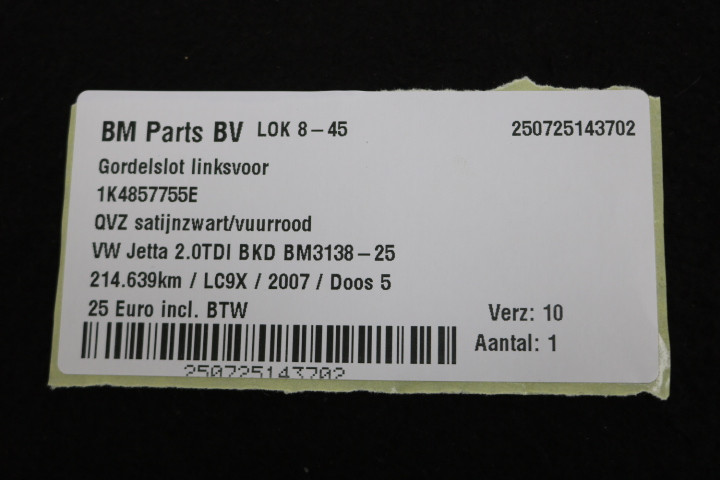 BM Parts BV LOK 8-45 250725143702
Gordelslot linksvoor
1K4857755E
QVZ satijnzwart/vuurrood
VW Jetta 2.0TDI BKD BM3138-25
214.639km / LC9X / 2007 / Doos 5
25 Euro incl. BTW Verz: 10
Aantal: 1
250725143702